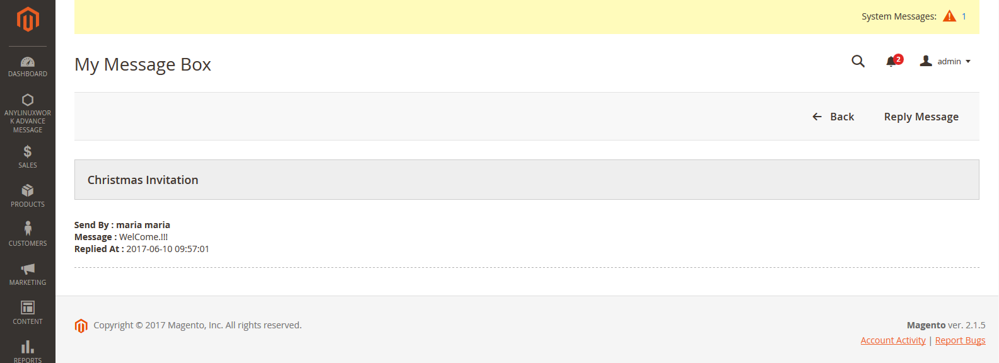 System Messages: 1
My Message Box
2
admin
Back
Reply Message
DASHBOARD
ANYLINUXWOR
K ADVANCE
MESSAGE
SALES
PRODUCTS
CUSTOMERS
MARKETING
CONTENT
REPORTS
Christmas Invitation
Send By : maria maria
Message : WelCome.!!!
Replied At : 2017-06-10 09:57:01
Copyright © 2017 Magento, Inc. All rights reserved.
Magento ver. 2.1.5
Account Activity | Report Bugs